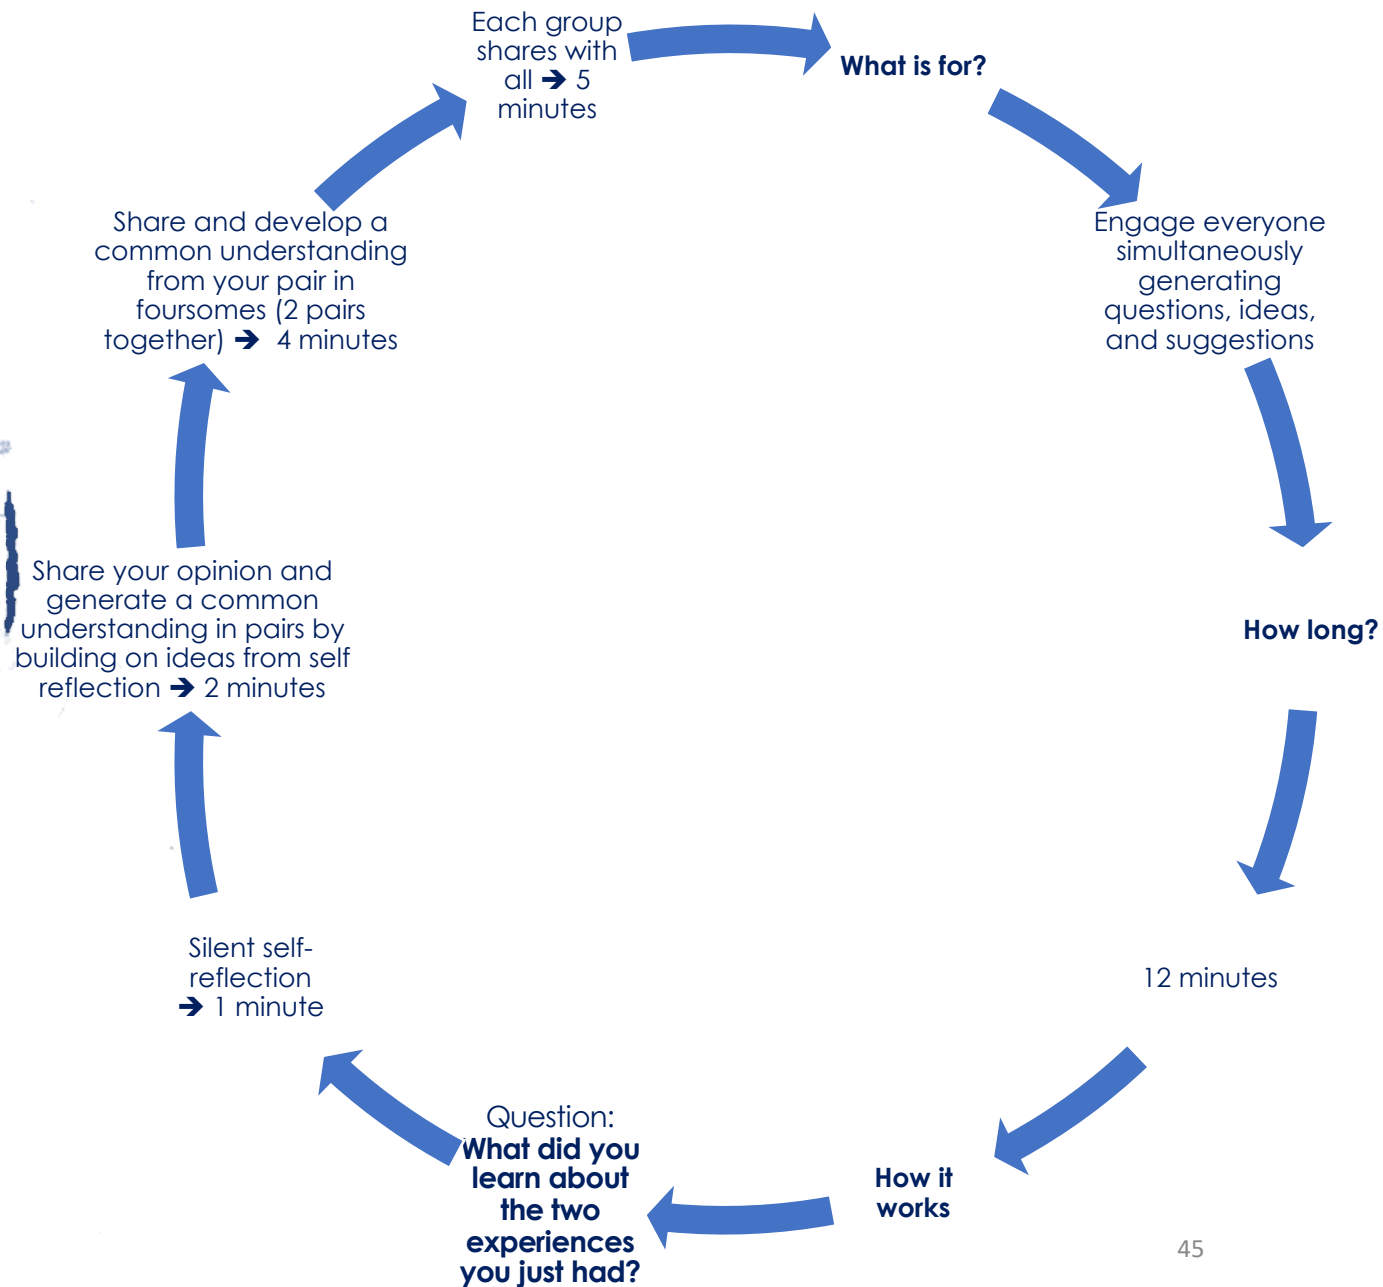 What is for?
Engage everyone
simultaneously
generating
questions, ideas,
and suggestions
How long?
12 minutes
How it
works
Question:
What did you
learn about
the two
experiences
you just had?
Silent self-
reflection
➔ 1 minute
Share your opinion and
generate a common
understanding in pairs by
building on ideas from self
reflection ➔ 2 minutes
Share and develop a
common understanding
from your pair in
foursomes (2 pairs
together) ➔ 4 minutes
Each group
shares with
all ➔ 5
minutes
45